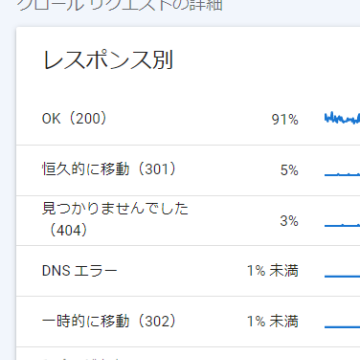 クロール リクエストの詳細
レスポンス別
OK（200） 91%
恒久的に移動（301） 5%
見つかりませんでした
（404） 3%
DNS エラー 1% 未満
一時的に移動（302） 1% 未満